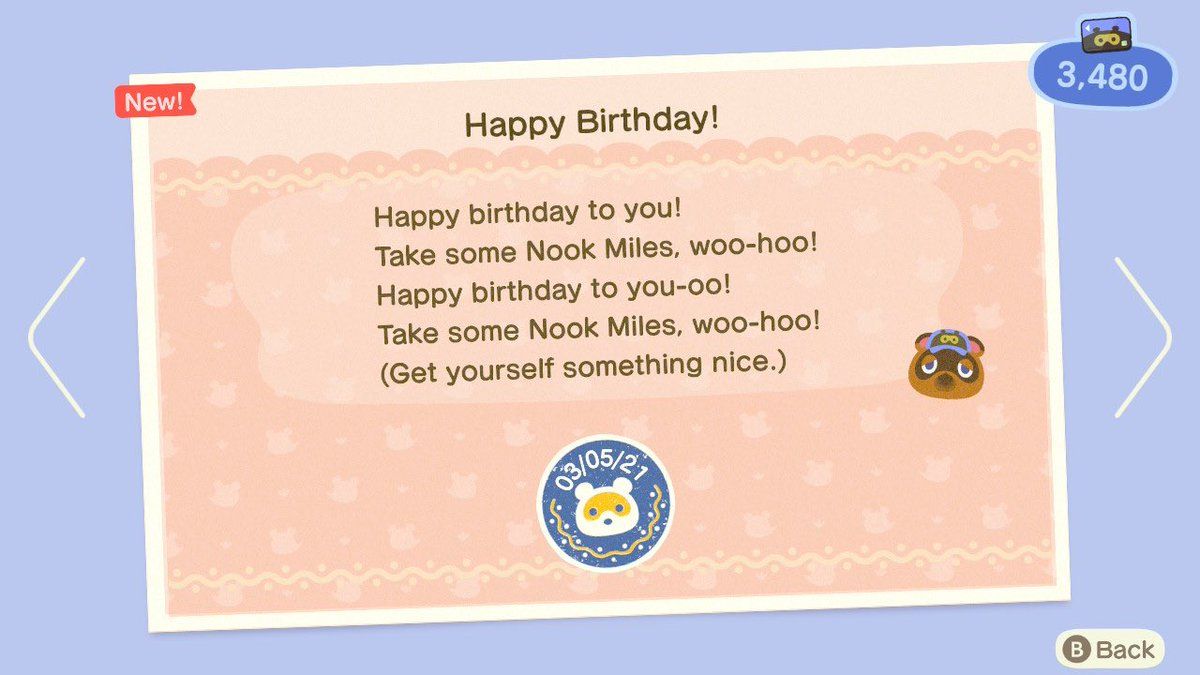 3,480
New!
Happy Birthday!
Happy birthday to you!
Take some Nook Miles, woo-hoo!
Happy birthday to you-oo!
Take some Nook Miles, woo-hoo!
(Get yourself something nice.)
03/05/21
B Back